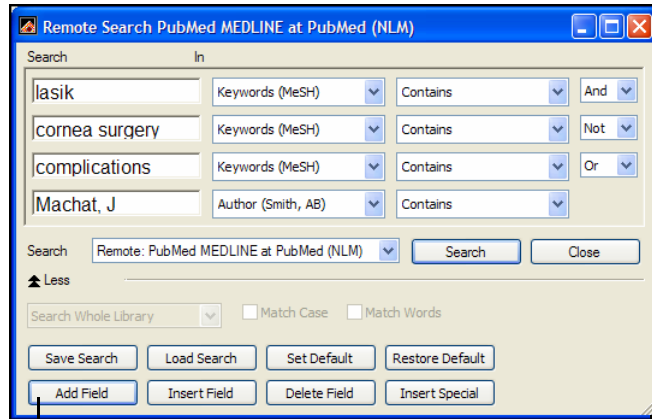 Remote Search PubMed MEDLINE at PubMed (NLM)
Search In
lasik Keywords (MeSH) Contains And
cornea surgery Keywords (MeSH) Contains Not
complications Keywords (MeSH) Contains Or
Machat, J Author (Smith, AB) Contains
Search Remote: PubMed MEDLINE at PubMed (NLM) Search Close
Less
Search Whole Library Match Case Match Words
Save Search Load Search Set Default Restore Default
Add Field Insert Field Delete Field Insert Special